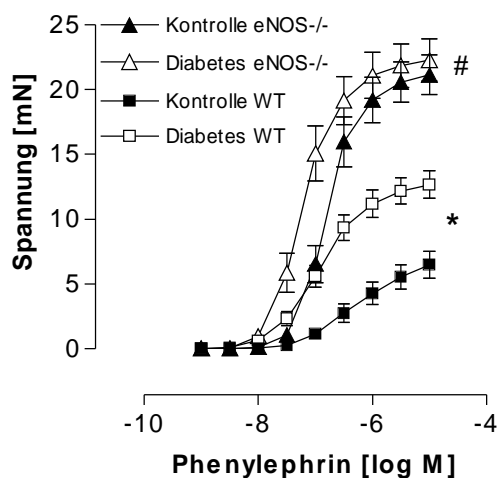 Kontrolle eNOS-/-
Diabetes eNOS-/-
Kontrolle WT
Diabetes WT
#
*
Spannung [mN]
25
20
15
10
5
0
-10
-8
-6
-4
Phenylephrin [log M]